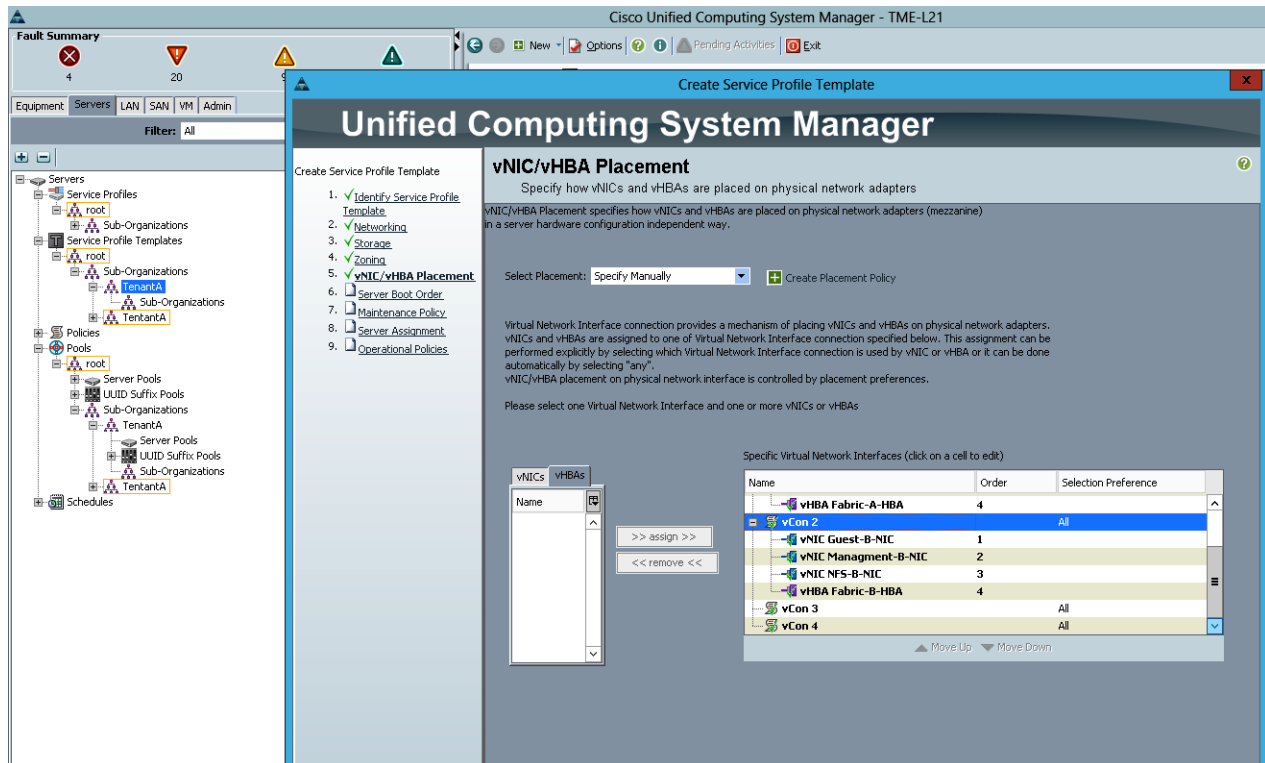 Cisco Unified Computing System Manager - TME-L21
Fault Summary
4 20
New Options Pending Activities Exit
Equipment Servers LAN SAN VM Admin
Filter: All
Servers
Service Profiles
root
Sub-Organizations
Service Profile Templates
root
Sub-Organizations
TenantA
Sub-Organizations
TentantA
Policies
Pools
root
Server Pools
UUID Suffix Pools
Sub-Organizations
TenantA
Server Pools
UUID Suffix Pools
Sub-Organizations
TentantA
Schedules
Create Service Profile Template
x
Unified Computing System Manager
Create Service Profile Template
1. Identify Service Profile
Template
2. Networking
3. Storage
4. Zoning
5. vNIC/vHBA Placement
6. Server Boot Order
7. Maintenance Policy
8. Server Assignment
9. Operational Policies
vNIC/vHBA Placement
Specify how vNICs and vHBAs are placed on physical network adapters
vNIC/vHBA Placement specifies how vNICs and vHBAs are placed on physical network adapters (mezzanine)
in a server hardware configuration independent way.
Select Placement: Specify Manually Create Placement Policy
Virtual Network Interface connection provides a mechanism of placing vNICs and vHBAs on physical network adapters.
vNICs and vHBAs are assigned to one of Virtual Network Interface connection specified below. This assignment can be
performed explicitly by selecting which Virtual Network Interface connection is used by vNIC or vHBA or it can be done
automatically by selecting "any".
vNIC/vHBA placement on physical network interface is controlled by placement preferences.
Please select one Virtual Network Interface and one or more vNICs or vHBAs
vNICs vHBAs
Name
>> assign >>
<< remove <<
Specific Virtual Network Interfaces (click on a cell to edit)
Name Order Selection Preference
vHBA Fabric-A-HBA 4
vCon 2 All
vNIC Guest-B-NIC 1
vNIC Managment-B-NIC 2
vNIC NFS-B-NIC 3
vHBA Fabric-B-HBA 4
vCon 3 All
vCon 4 All
Move Up Move Down